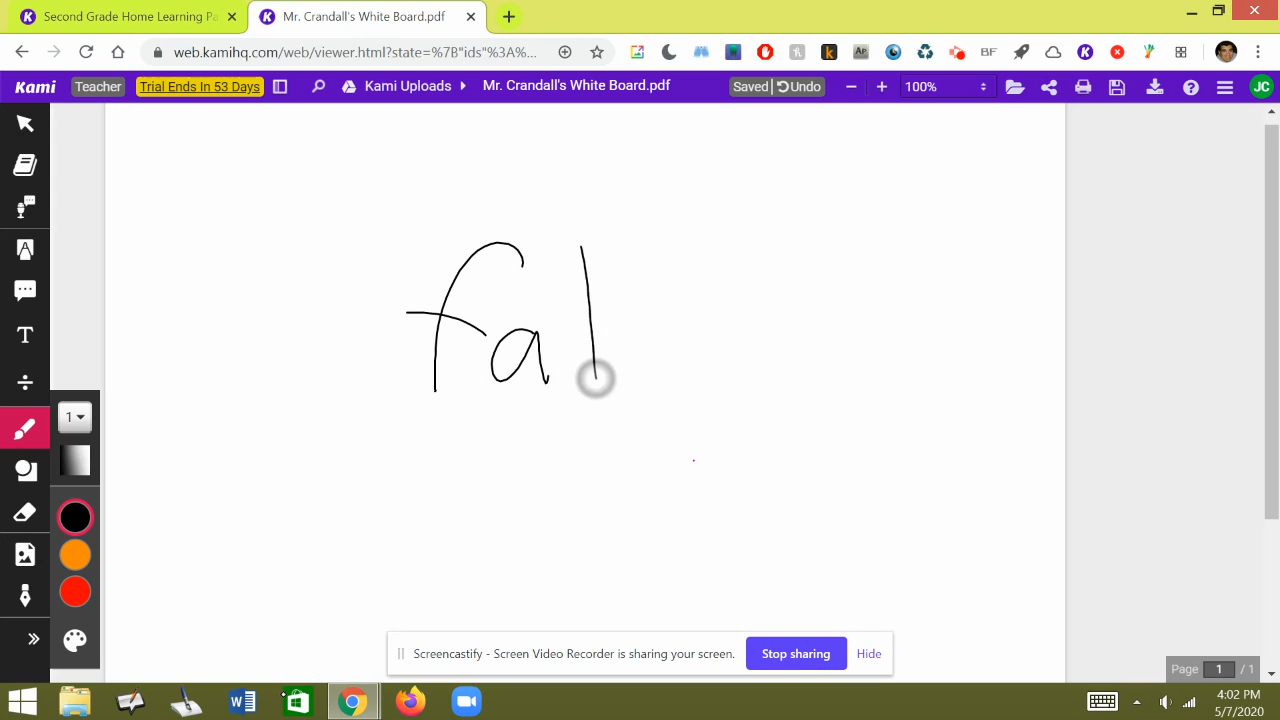 Second Grade Home Learning Pa
Mr. Crandall's White Board.pdf
web.kamihq.com/web/viewer.html?state=%7B"ids"%3A%...
Kami Teacher Trial Ends In 53 Days Kami Uploads Mr. Crandall's White Board.pdf Saved | Undo 100% JC
fal
1
Screencastify - Screen Video Recorder is sharing your screen. Stop sharing Hide
Page 1 / 1
4:02 PM
5/7/2020